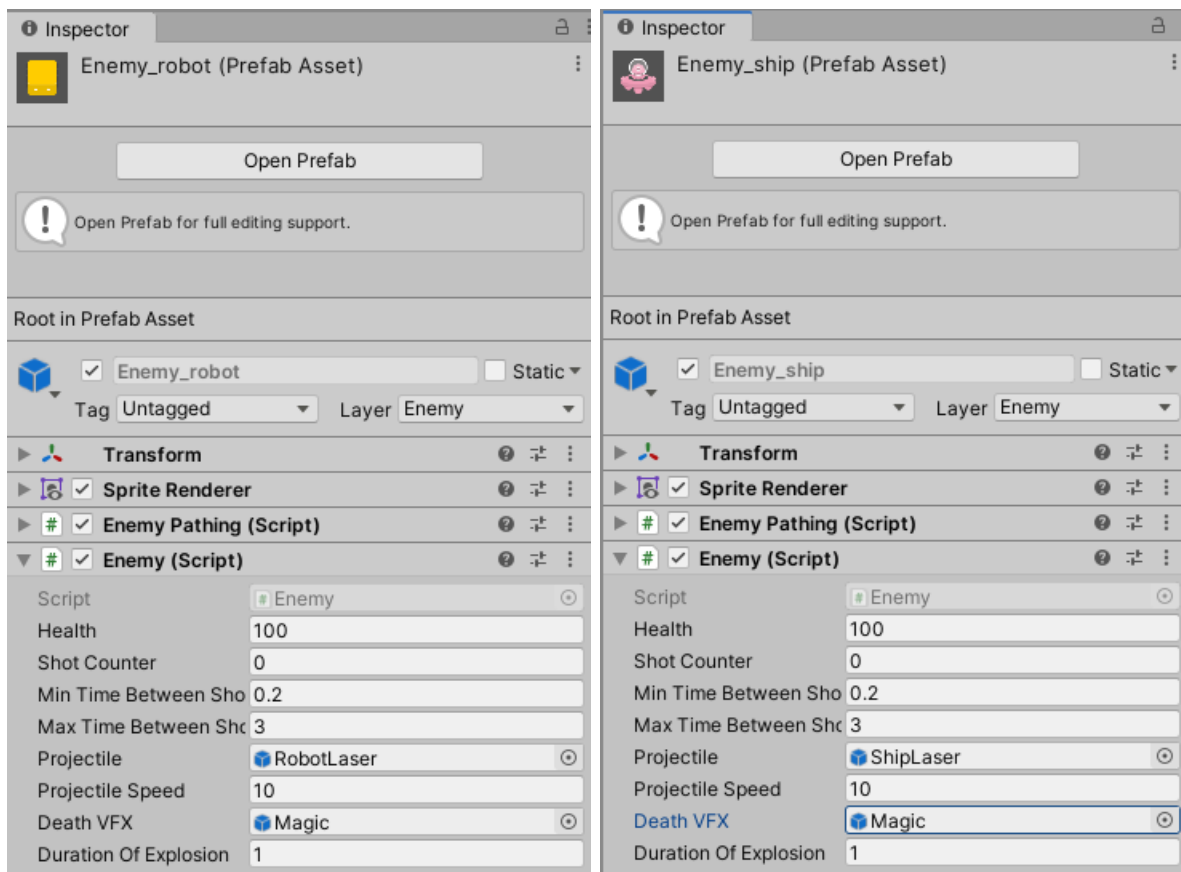 Inspector
Enemy_robot (Prefab Asset)
Open Prefab
Open Prefab for full editing support.
Root in Prefab Asset
Enemy_robot Static
Tag Untagged Layer Enemy
Transform
Sprite Renderer
# Enemy Pathing (Script)
# Enemy (Script)
Script # Enemy
Health 100
Shot Counter 0
Min Time Between Sho 0.2
Max Time Between Sho 3
Projectile RobotLaser
Projectile Speed 10
Death VFX Magic
Duration Of Explosion 1
Inspector
Enemy_ship (Prefab Asset)
Open Prefab
Open Prefab for full editing support.
Root in Prefab Asset
Enemy_ship Static
Tag Untagged Layer Enemy
Transform
Sprite Renderer
# Enemy Pathing (Script)
# Enemy (Script)
Script # Enemy
Health 100
Shot Counter 0
Min Time Between Sho 0.2
Max Time Between Sho 3
Projectile ShipLaser
Projectile Speed 10
Death VFX Magic
Duration Of Explosion 1